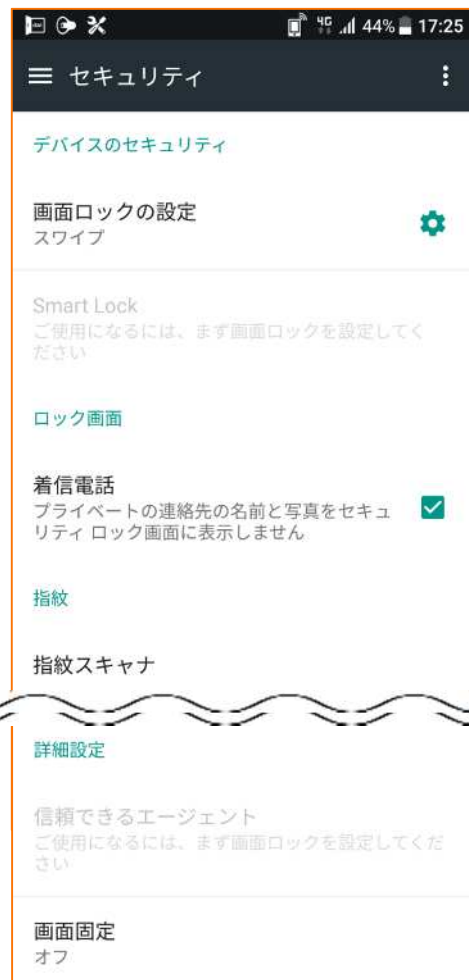 4G 44% 17:25
セキュリティ
デバイスのセキュリティ
画面ロックの設定
スワイプ
Smart Lock
ご使用になるには、まず画面ロックを設定してく
ださい
ロック画面
着信電話
プライベートの連絡先の名前と写真をセキュ
リティ ロック画面に表示しません
指紋
指紋スキャナ
詳細設定
信頼できるエージェント
ご使用になるには、まず画面ロックを設定してくだ
さい
画面固定
オフ